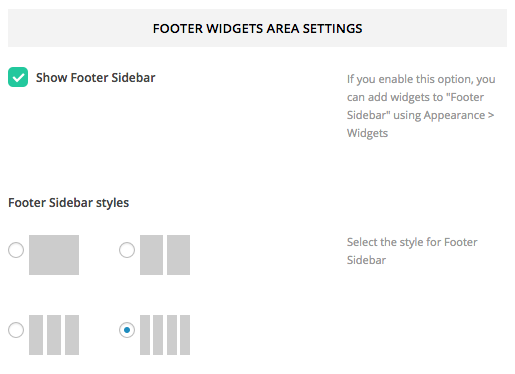 FOOTER WIDGETS AREA SETTINGS
Show Footer Sidebar
If you enable this option, you
can add widgets to "Footer
Sidebar" using Appearance >
Widgets
Footer Sidebar styles
Select the style for Footer
Sidebar